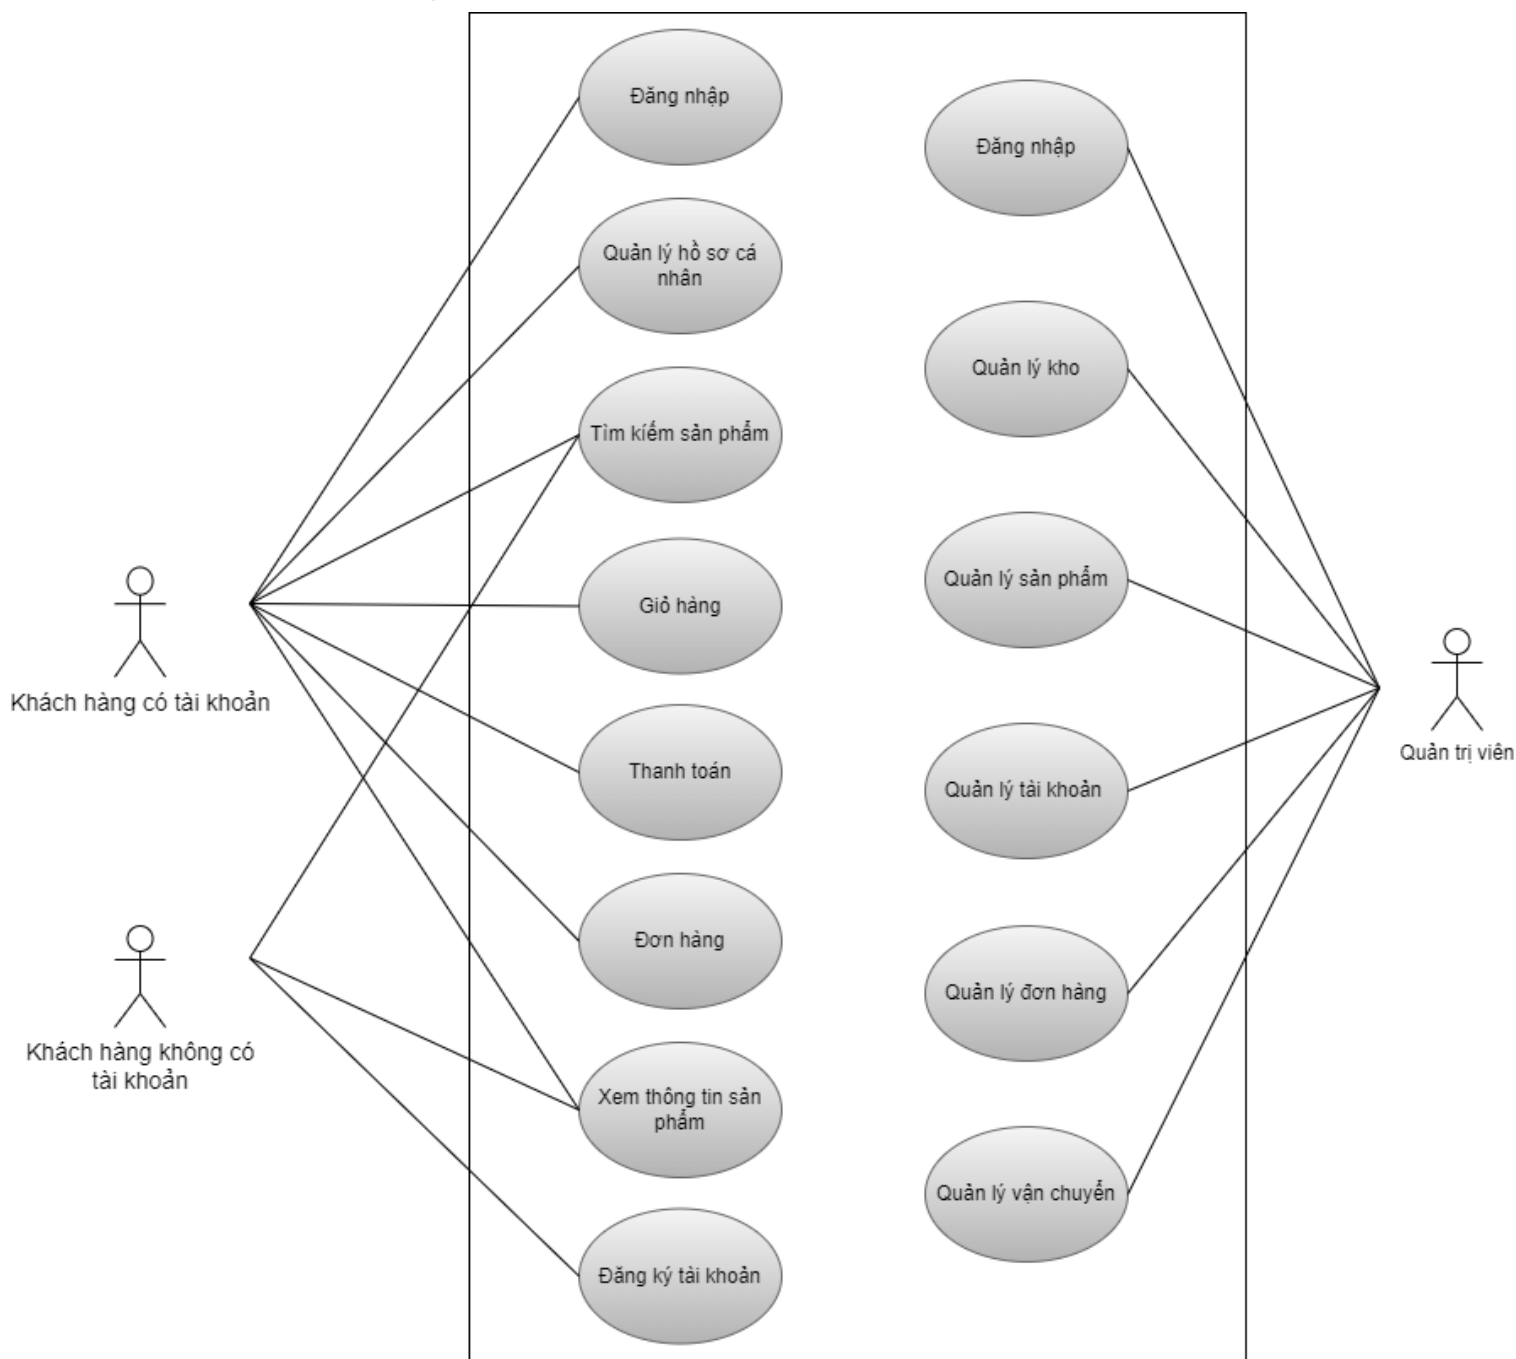 Đăng nhập
Đăng nhập
Quản lý hồ sơ cá
nhân
Quản lý kho
Tìm kiếm sản phẩm
Quản lý sản phẩm
Giỏ hàng
Khách hàng có tài khoản
Quản trị viên
Thanh toán
Quản lý tài khoản
Đơn hàng
Quản lý đơn hàng
Khách hàng không có
tài khoản
Xem thông tin sản
phẩm
Quản lý vận chuyển
Đăng ký tài khoản